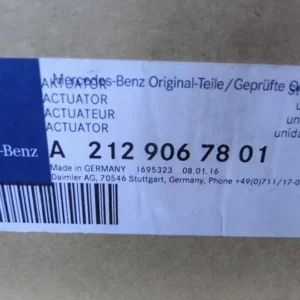 Mercedes-Benz Original-Teile/Geprüfte
AKTUATOR
ACTUATOR
ACTUATEUR
ACTUADOR
-Benz
A 212 906 78 01
Made in GERMANY 1695323 08.01.16
Daimler AG, 70546 Stuttgart, Germany, Phone +49(0)711/17-0